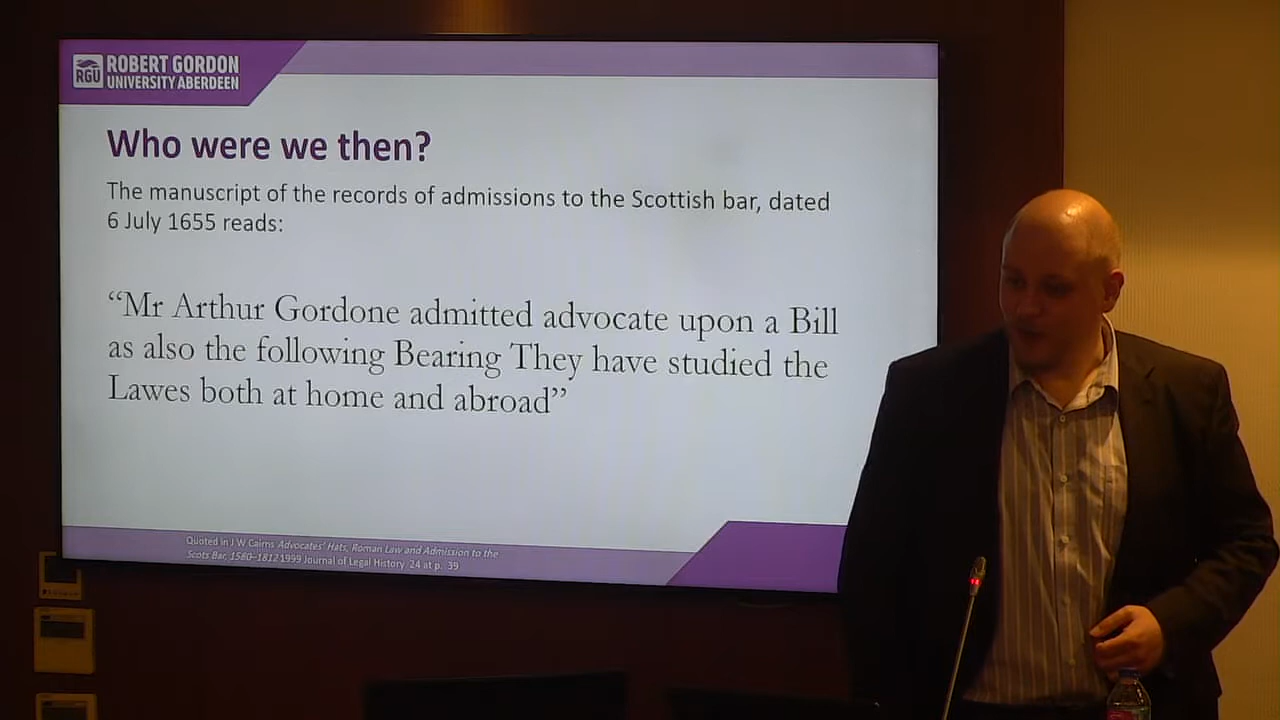 RGU
ROBERT GORDON
UNIVERSITY ABERDEEN
Who were we then?
The manuscript of the records of admissions to the Scottish bar, dated
6 July 1655 reads:
“Mr Arthur Gordone admitted advocate upon a Bill
as also the following Bearing They have studied the
Lawes both at home and abroad”
Quoted in J W Cairns Advocates’ Hats, Roman Law and Admission to the
Scots Bar, 1580–1812 1999 Journal of Legal History 24 at p. 39